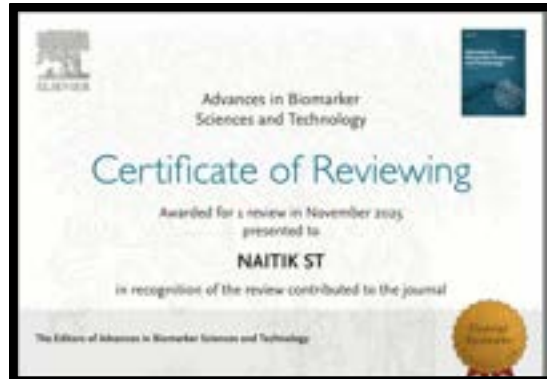 ELSEVIER
Advances in Biomarker
Sciences and Technology
Certificate of Reviewing
Awarded for 1 review in November 2025
presented to
NAITIK ST
in recognition of the review contributed to the journal
The Editors of Advances in Biomarker Sciences and Technology